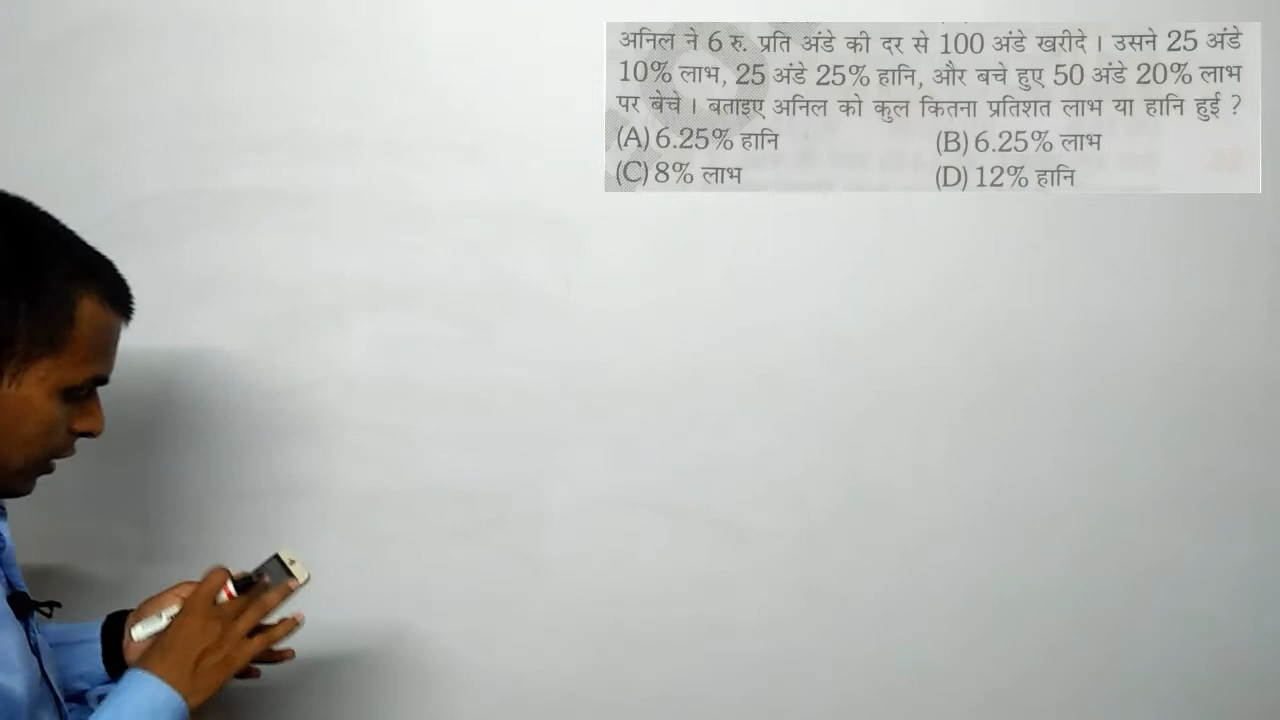 अनिल ने 6 रु. प्रति अंडे की दर से 100 अंडे खरीदे । उसने 25 अंडे
10% लाभ, 25 अंडे 25% हानि, और बचे हुए 50 अंडे 20% लाभ
पर बेचे । बताइए अनिल को कुल कितना प्रतिशत लाभ या हानि हुई ?
(A) 6.25% हानि (B) 6.25% लाभ
(C) 8% लाभ (D) 12% हानि